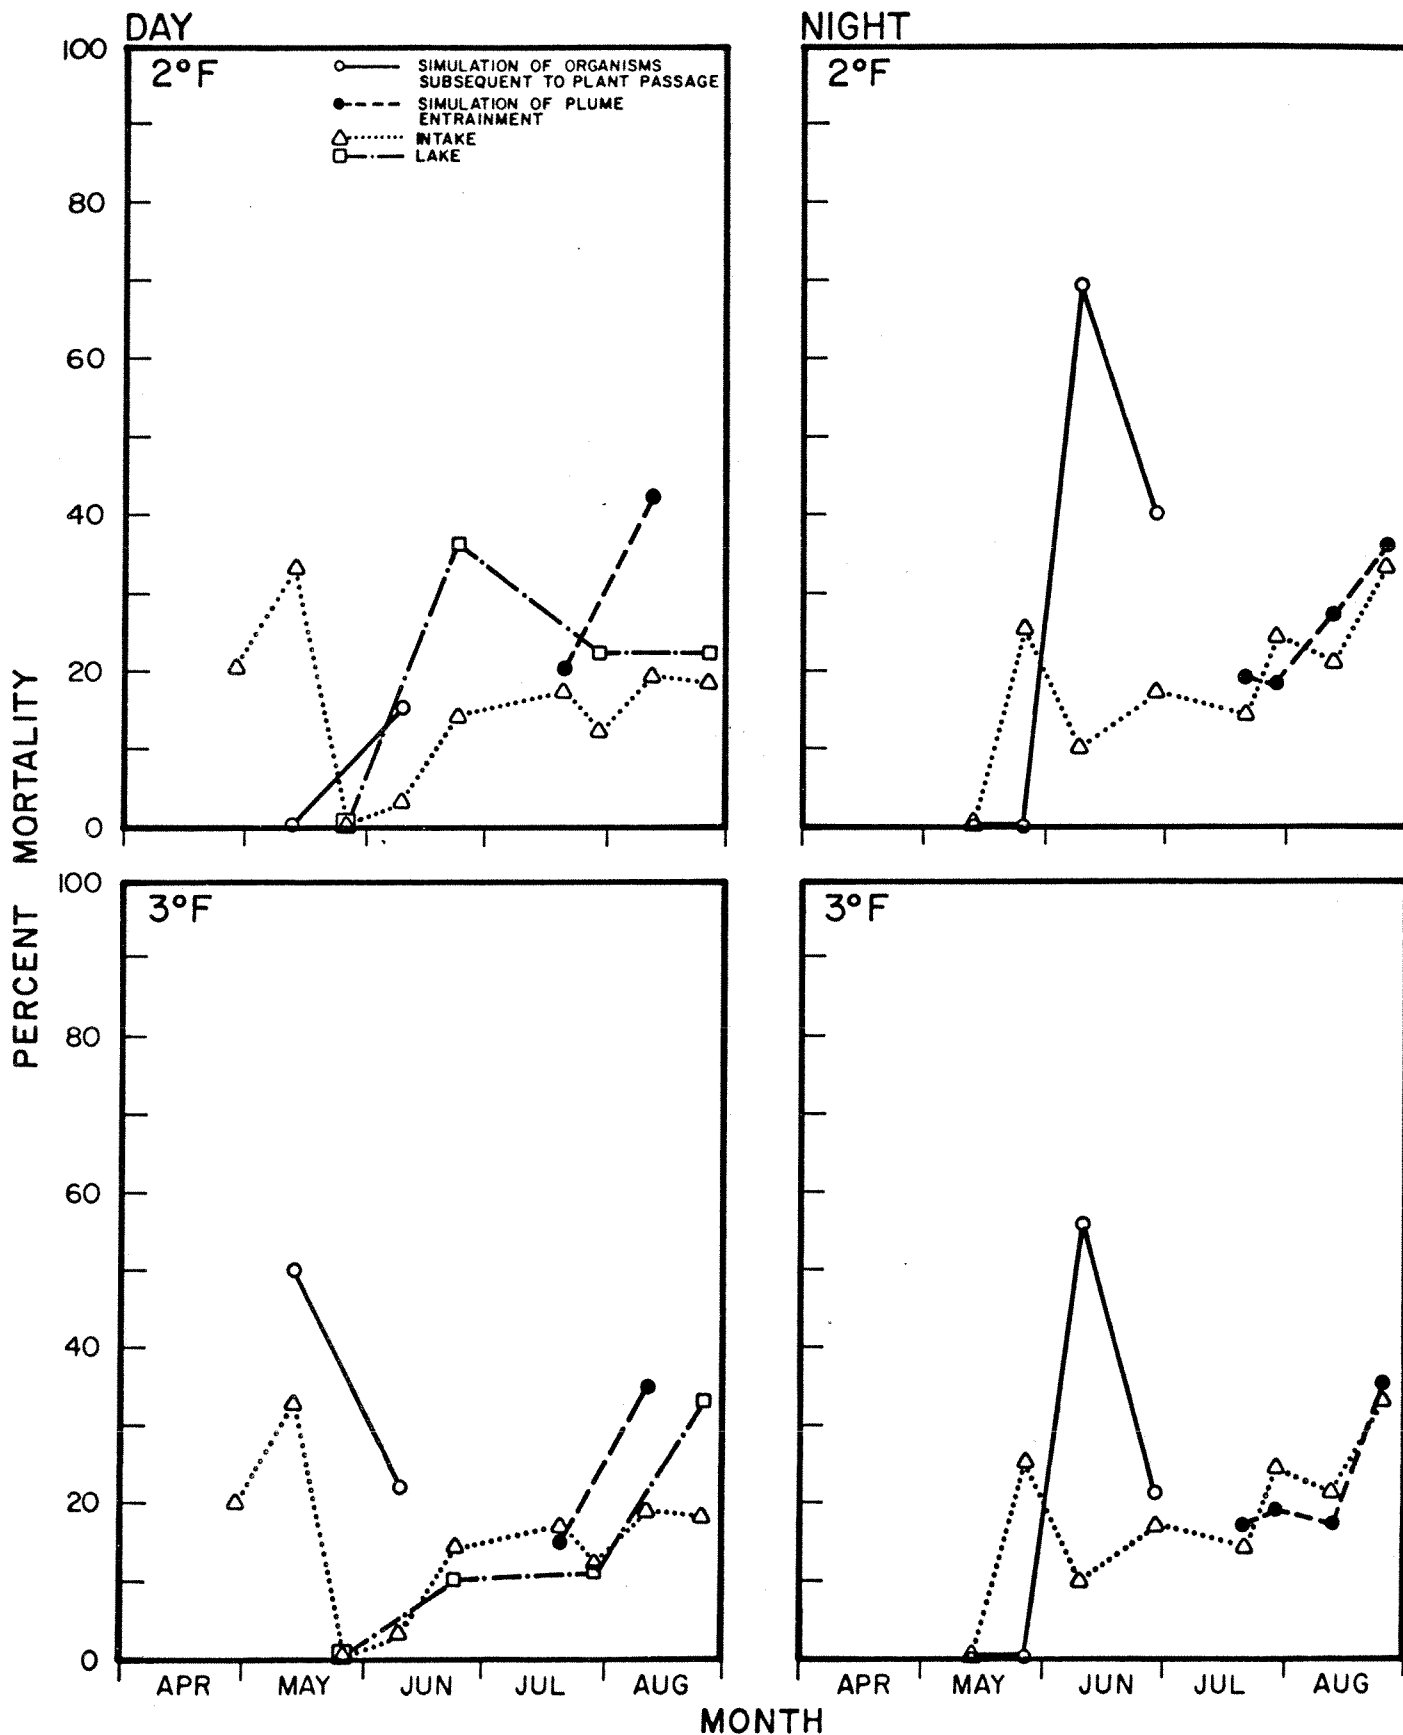 DAY
NIGHT
100
2°F
SIMULATION OF ORGANISMS
SUBSEQUENT TO PLANT PASSAGE
SIMULATION OF PLUME
ENTRAINMENT
INTAKE
LAKE
2°F
80
60
40
20
0
100
3°F
3°F
80
60
40
20
0
PERCENT MORTALITY
APR MAY JUN JUL AUG
APR MAY JUN JUL AUG
MONTH